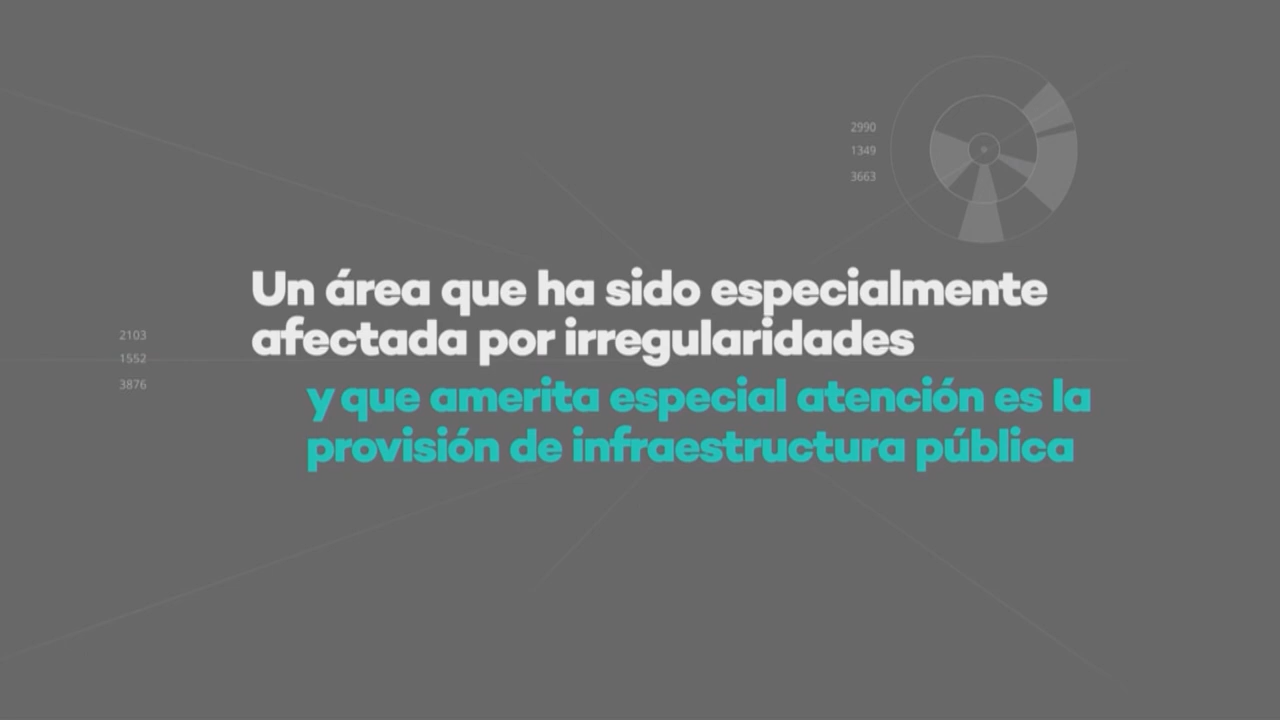 2990
1349
3663
Un área que ha sido especialmente
afectada por irregularidades
2103
1552
3876
y que amerita especial atención es la
provisión de infraestructura pública